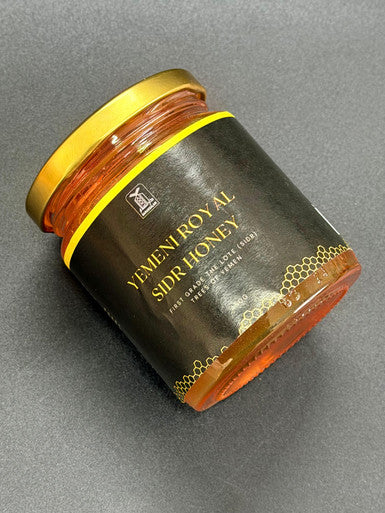 YEMENI ROYAL
SIDR HONEY
FIRST GRADE THE LOTE (SIDR)
TREES OF YEMEN